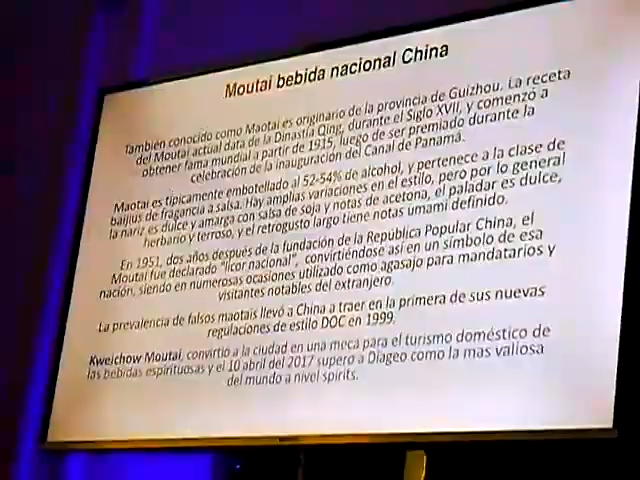 Moutai bebida nacional China
También conocido como Maotai es originario de la provincia de Guizhou. La receta
del Moutai actual data de la Dinastía Qing, durante el Siglo XVII, y comenzó a
obtener fama mundial a partir de 1915, luego de ser premiado durante la
celebración de la inauguración del Canal de Panamá.
Maotai es típicamente embotellado al 52-54% de alcohol, y pertenece a la clase de
baijius de fragancia a salsa. Hay amplias variaciones en el estilo, pero por lo general
la nariz es dulce y amarga con salsa de soja y notas de acetona, el paladar es dulce,
herbario y terroso, y el retrogusto largo tiene notas umami definido.
En 1951, dos años después de la fundación de la República Popular China, el
Moutai fue declarado "licor nacional", convirtiéndose así en un símbolo de esa
nación, siendo en numerosas ocasiones utilizado como agasajo para mandatarios y
visitantes notables del extranjero.
La prevalencia de falsos maotais llevó a China a traer en la primera de sus nuevas
regulaciones de estilo DOC en 1999.
Kweichow Moutai, convirtio a la ciudad en una meca para el turismo doméstico de
las bebidas espirituosas y el 10 abril del 2017 supero a Diageo como la mas valiosa
del mundo a nivel spirits.